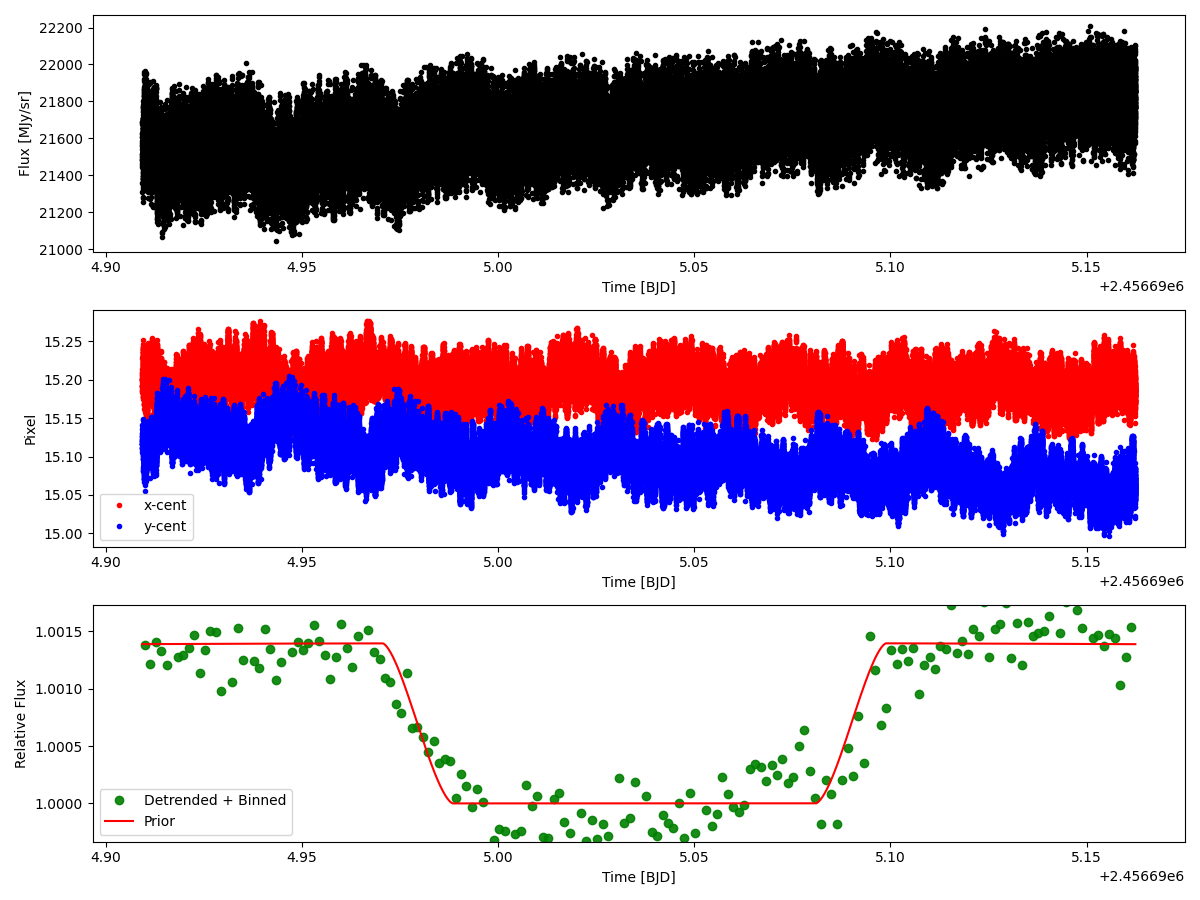 22200
22000
21800
21600
21400
21200
21000
Flux [MJy/sr]
4.90 4.95 5.00 5.05 5.10 5.15
Time [BJD]
+2.45669e6
15.25
15.20
15.15
15.10
15.05
15.00
Pixel
x-cent
y-cent
4.90 4.95 5.00 5.05 5.10 5.15
Time [BJD]
+2.45669e6
1.0015
1.0010
1.0005
1.0000
Relative Flux
Detrended + Binned
Prior
4.90 4.95 5.00 5.05 5.10 5.15
Time [BJD]
+2.45669e6